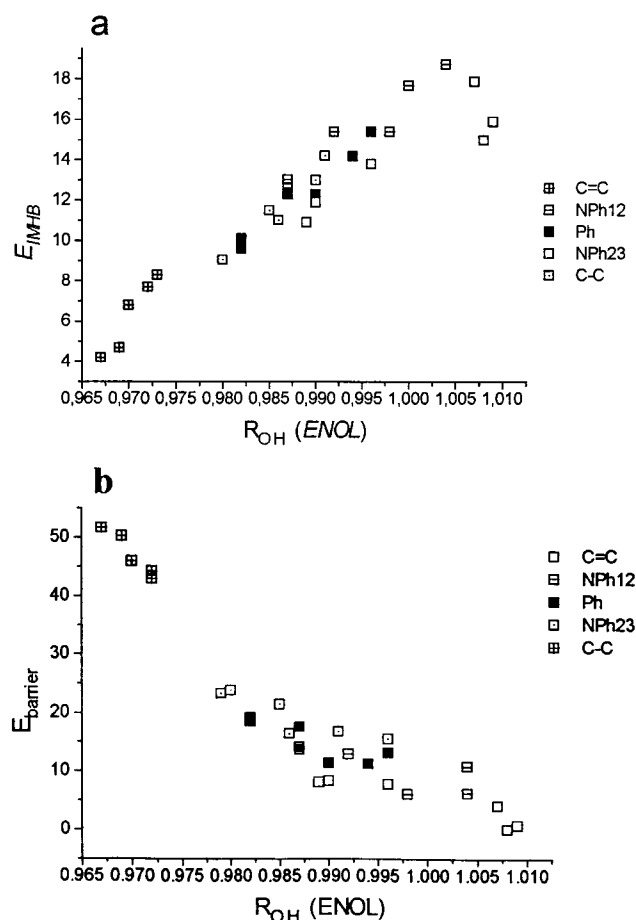 a
E_IMHB
18
16
14
12
10
8
6
4
0,965 0,970 0,975 0,980 0,985 0,990 0,995 1,000 1,005 1,010
R_OH (ENOL)
C=C
NPh12
Ph
NPh23
C-C
b
E_barrier
50
40
30
20
10
0
0.965 0.970 0.975 0.980 0.985 0.990 0.995 1.000 1.005 1.010
R_OH (ENOL)
C=C
NPh12
Ph
NPh23
C-C